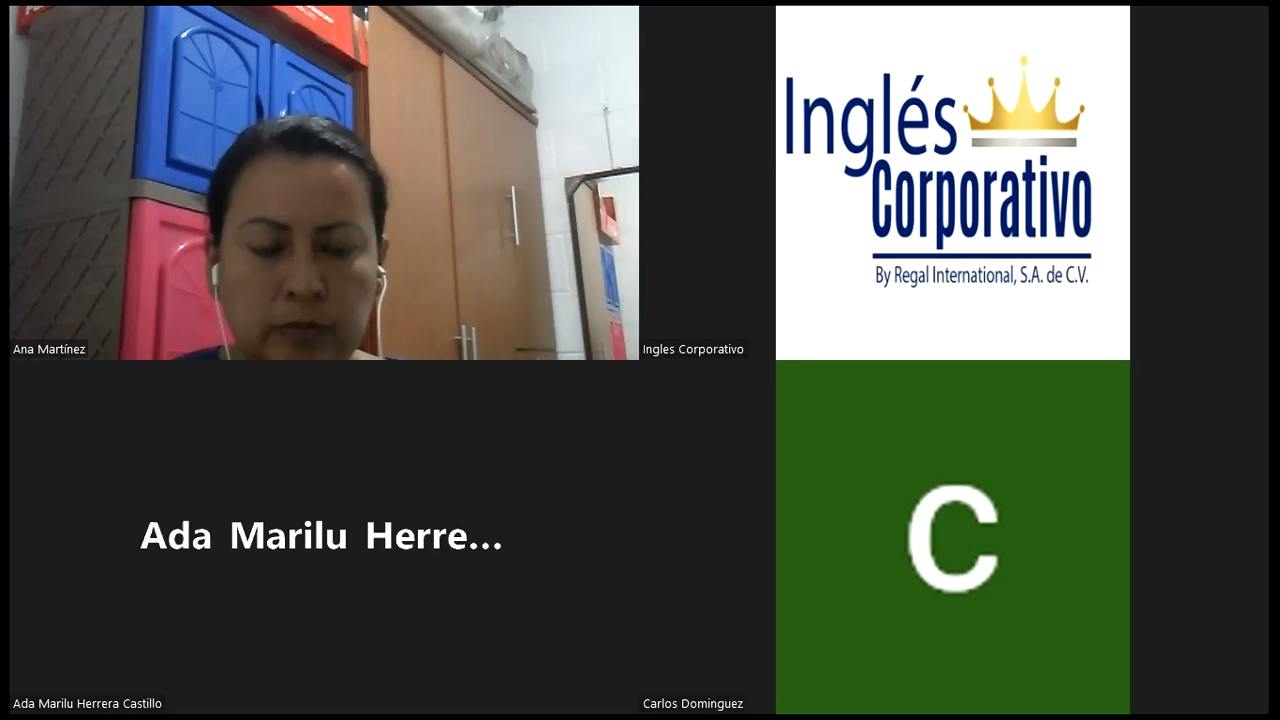 Inglés
Corporativo
By Regal International, S.A. de C.V.
Ana Martínez
Ingles Corporativo
Ada Marilu Herre...
C
Ada Marilu Herrera Castillo
Carlos Dominguez